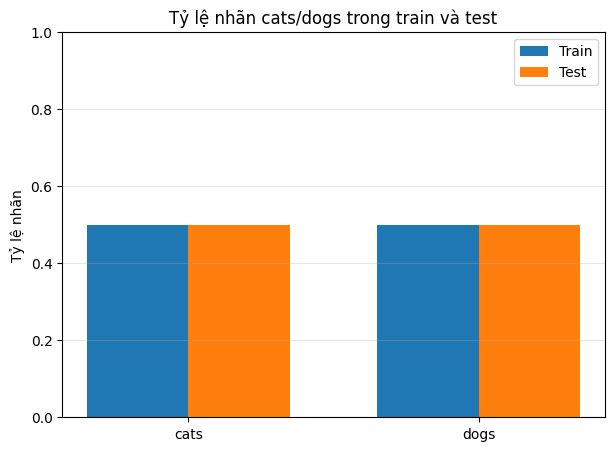 Tỷ lệ nhãn cats/dogs trong train và test
Train
Test
Tỷ lệ nhãn
1.0
0.8
0.6
0.4
0.2
0.0
cats
dogs